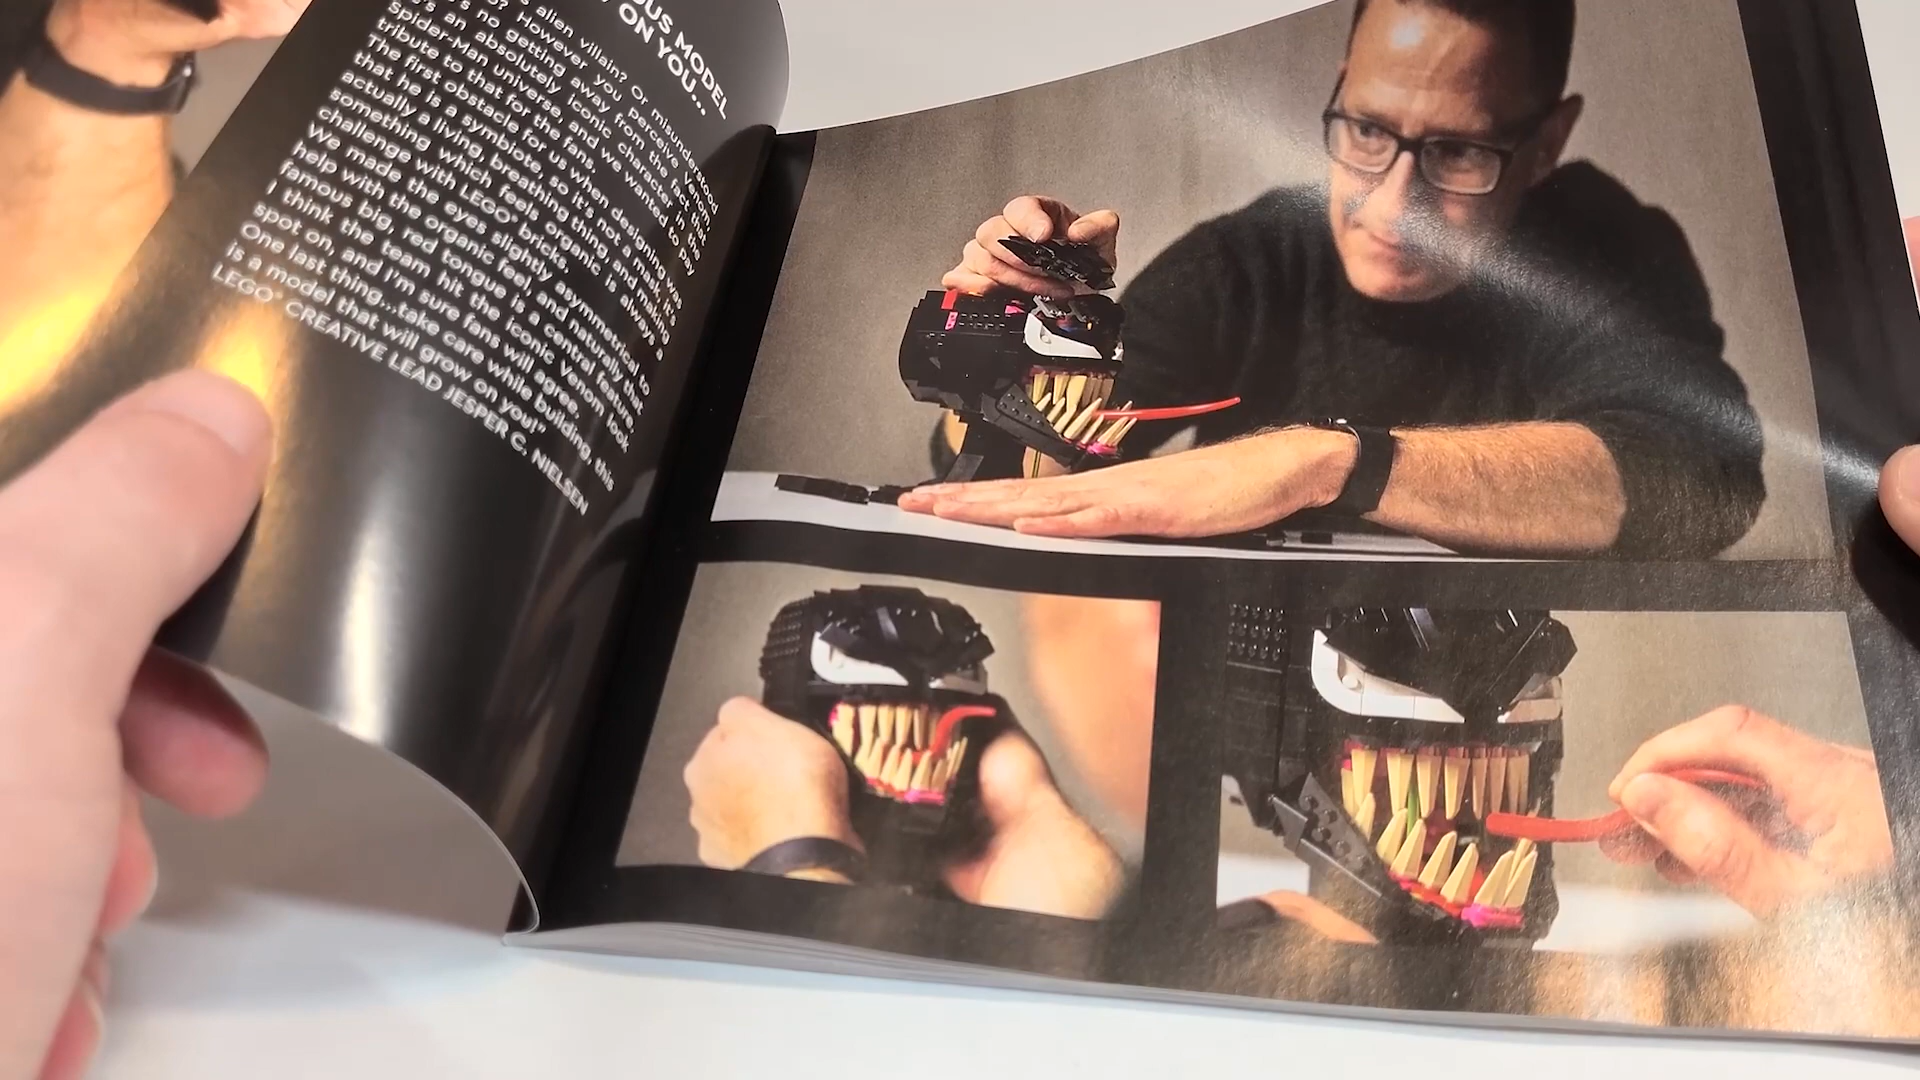 MODEL
ON YOU...
alien villain? Or misunderstood
However you perceive Venom,
no getting away from the fact that
an absolutely iconic character in the
Spider-Man universe, and we wanted to pay
tribute to that for the fans.
The first obstacle for us when designing was
that he is a symbiote, so it's not a mask, it's
actually a living, breathing thing, and making
something which feels organic is always a
challenge with LEGO® bricks.
We made the eyes slightly asymmetrical to
help with the organic feel, and naturally that
famous big, red tongue is a central feature.
I think the team hit the iconic Venom look
spot on, and I'm sure fans will agree.
One last thing...take care while building, this
is a model that will grow on you!"
LEGO® CREATIVE LEAD JESPER C. NIELSEN